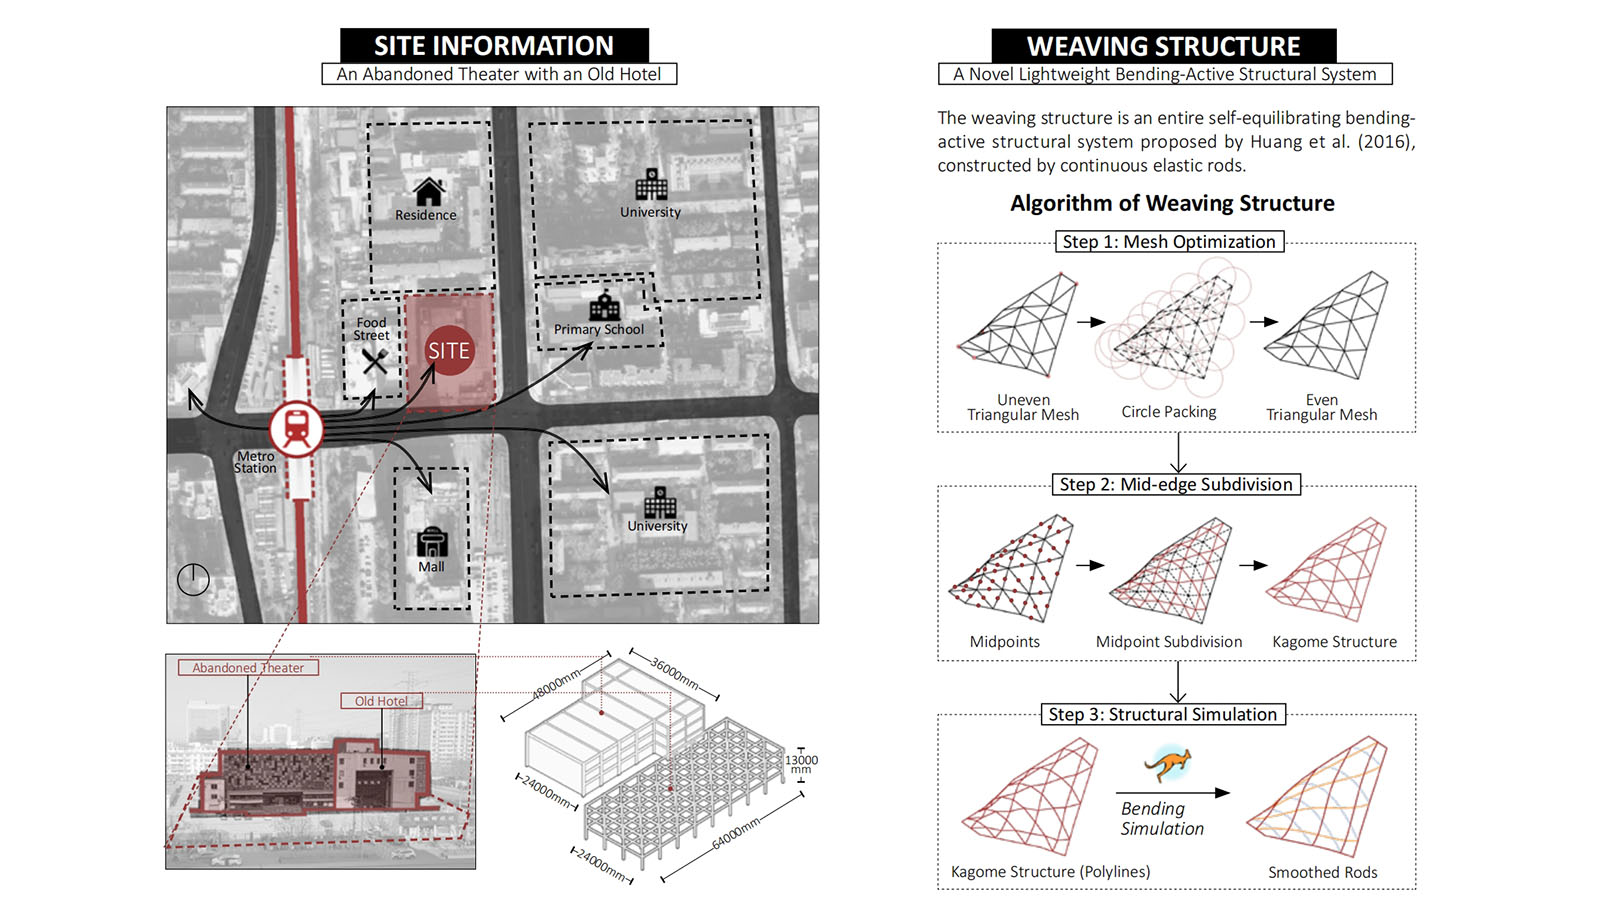 SITE INFORMATION
An Abandoned Theater with an Old Hotel
Residence
University
Food
Street
SITE
Primary School
Metro
Station
Mall
University
Abandoned Theater
Old Hotel
48000mm
36000mm
24000mm
13000
mm
24000mm
64000mm
WEAVING STRUCTURE
A Novel Lightweight Bending-Active Structural System
The weaving structure is an entire self-equilibrating bending-
active structural system proposed by Huang et al. (2016),
constructed by continuous elastic rods.
Algorithm of Weaving Structure
Step 1: Mesh Optimization
Uneven
Triangular Mesh
Circle Packing
Even
Triangular Mesh
Step 2: Mid-edge Subdivision
Midpoints
Midpoint Subdivision
Kagome Structure
Step 3: Structural Simulation
Bending
Simulation
Kagome Structure (Polylines)
Smoothed Rods